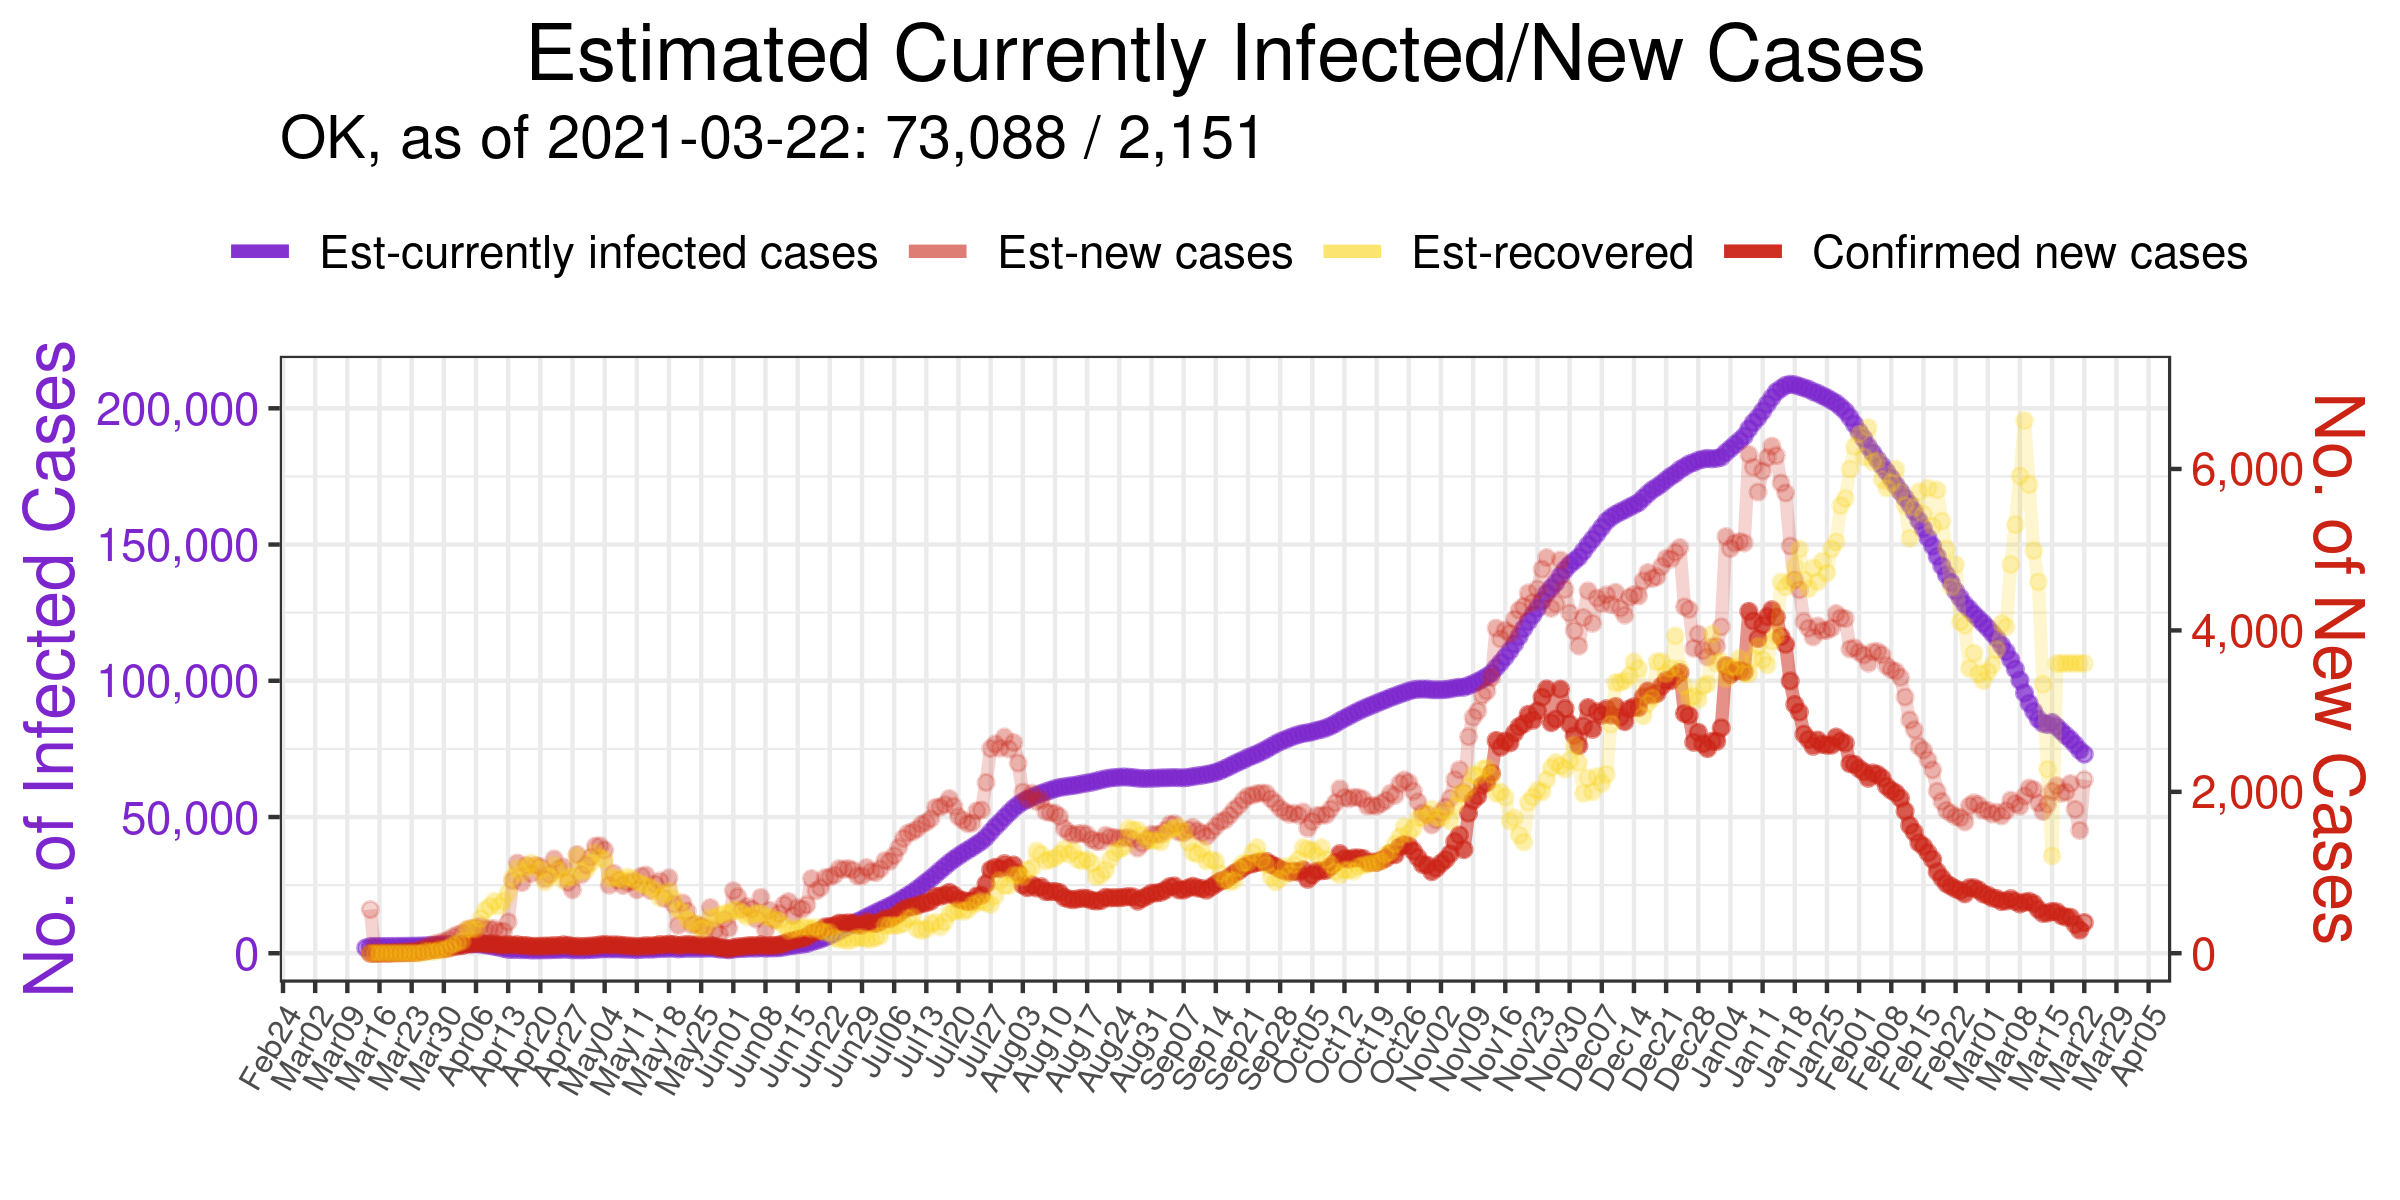 Estimated Currently Infected/New Cases
OK, as of 2021-03-22: 73,088 / 2,151
Est-currently infected cases Est-new cases Est-recovered Confirmed new cases
No. of Infected Cases
200,000
150,000
100,000
50,000
0
No. of New Cases
6,000
4,000
2,000
0
Feb24
Mar02
Mar09
Mar16
Mar23
Mar30
Apr06
Apr13
Apr20
Apr27
May04
May11
May18
May25
Jun01
Jun08
Jun15
Jun22
Jun29
Jul06
Jul13
Jul20
Jul27
Aug03
Aug10
Aug17
Aug24
Aug31
Sep07
Sep14
Sep21
Sep28
Oct05
Oct12
Oct19
Oct26
Nov02
Nov09
Nov16
Nov23
Nov30
Dec07
Dec14
Dec21
Dec28
Jan04
Jan11
Jan18
Jan25
Feb01
Feb08
Feb15
Feb22
Mar01
Mar08
Mar15
Mar22
Mar29
Apr05